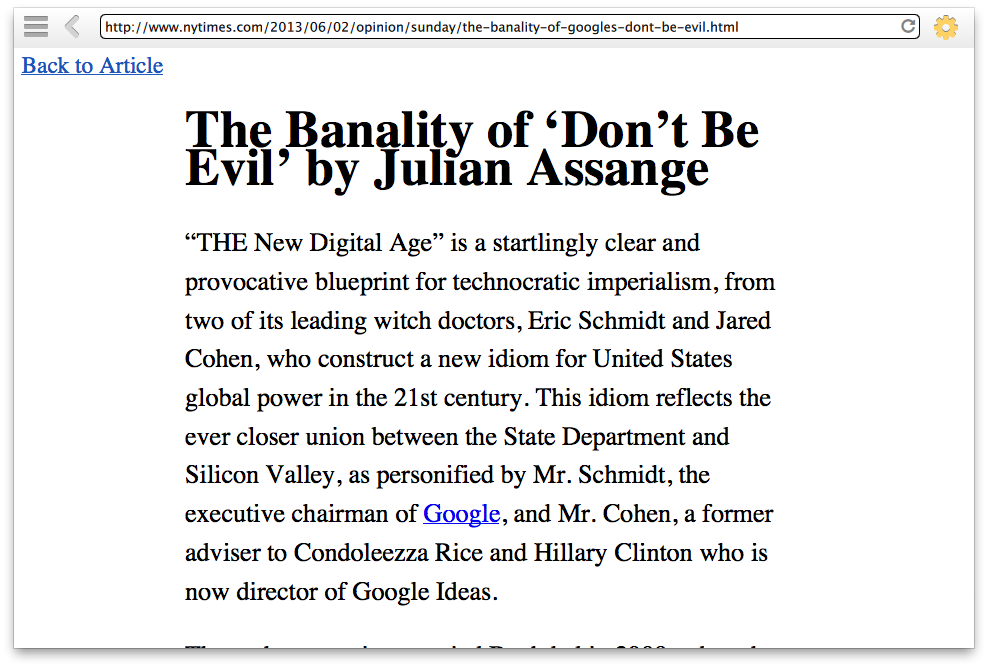 http://www.nytimes.com/2013/06/02/opinion/sunday/the-banality-of-googles-dont-be-evil.html
Back to Article
The Banality of ‘Don’t Be
Evil’ by Julian Assange
“THE New Digital Age” is a startlingly clear and
provocative blueprint for technocratic imperialism, from
two of its leading witch doctors, Eric Schmidt and Jared
Cohen, who construct a new idiom for United States
global power in the 21st century. This idiom reflects the
ever closer union between the State Department and
Silicon Valley, as personified by Mr. Schmidt, the
executive chairman of Google, and Mr. Cohen, a former
adviser to Condoleezza Rice and Hillary Clinton who is
now director of Google Ideas.